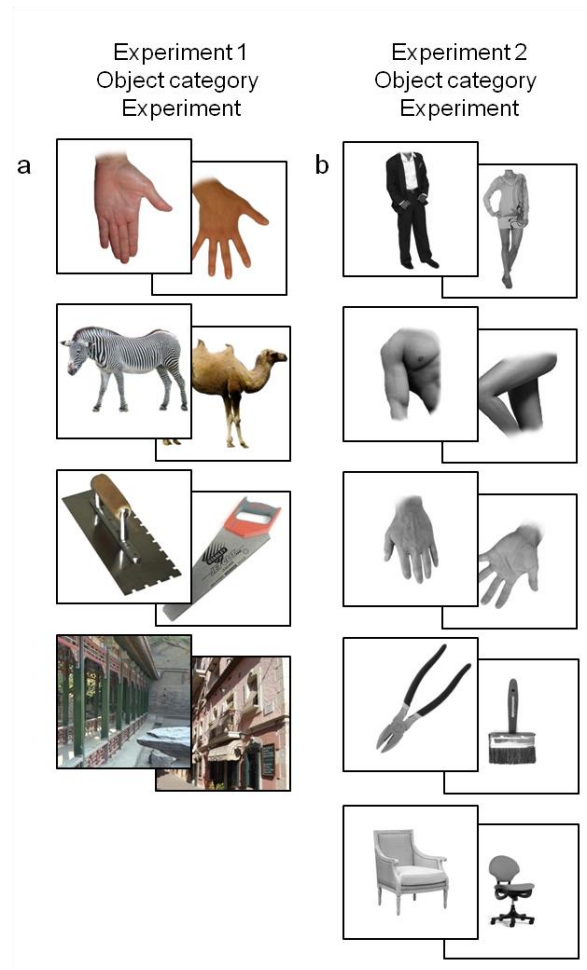 Experiment 1
Object category
Experiment
Experiment 2
Object category
Experiment
a
b